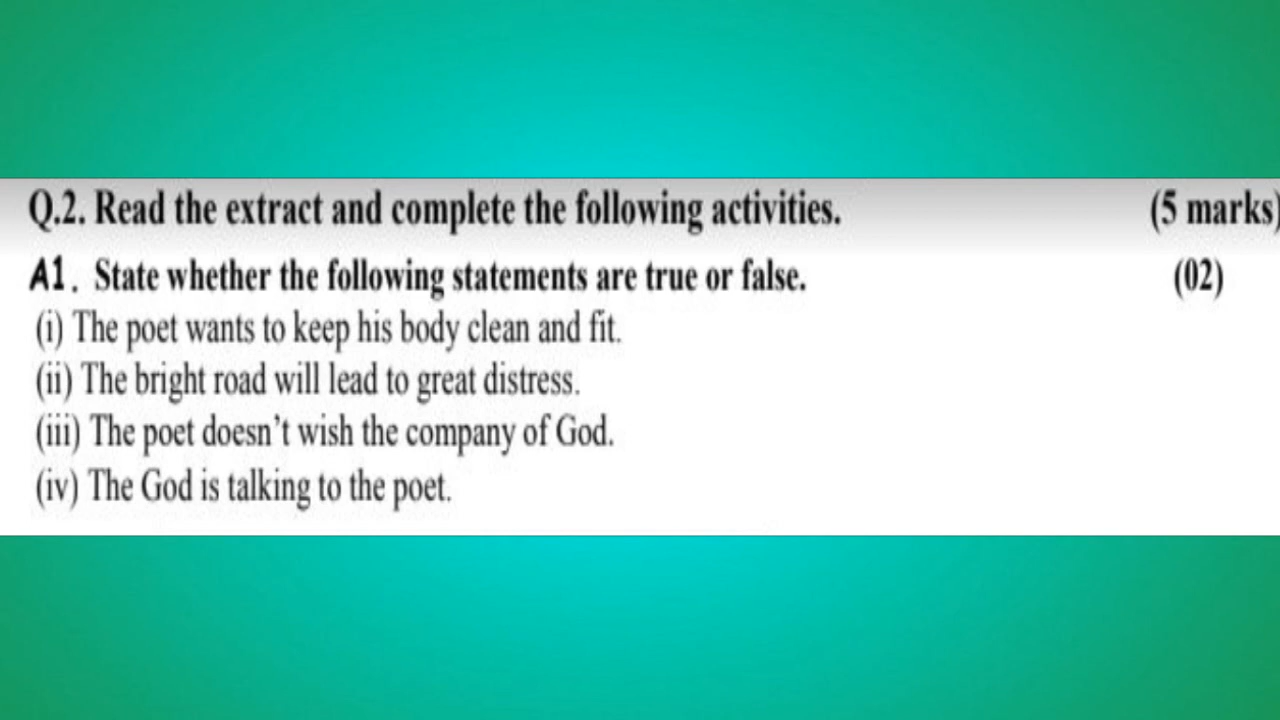 Q.2. Read the extract and complete the following activities. (5 marks)
A1. State whether the following statements are true or false. (02)
(i) The poet wants to keep his body clean and fit.
(ii) The bright road will lead to great distress.
(iii) The poet doesn't wish the company of God.
(iv) The God is talking to the poet.